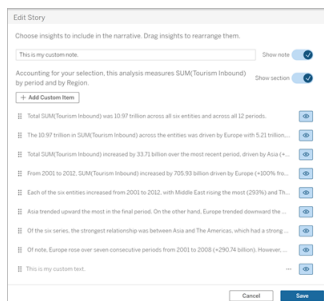 Edit Story
Choose insights to include in the narrative. Drag insights to rearrange them.
This is my custom note.
Show note
Accounting for your selection, this analysis measures SUM(Tourism Inbound)
by period and by Region.
Show section
+ Add Custom Item
Total SUM(Tourism Inbound) was 10.97 trillion across all six entities and across all 12 periods.
The 10.97 trillion in SUM(Tourism Inbound) across the entities was driven by Europe with 5.21 trillion,...
Total SUM(Tourism Inbound) increased by 33.71 billion over the most recent period, driven by Asia (+...
From 2001 to 2012, SUM(Tourism Inbound) increased by 705.93 billion driven by Europe (+100% fro...
Each of the six entities increased from 2001 to 2012, with Middle East rising the most (293%) and Th...
Asia trended upward the most in the final period. On the other hand, Europe trended downward the ...
Of the six series, the strongest relationship was between Asia and The Americas, which had a strong...
Of note, Europe rose over seven consecutive periods from 2001 to 2008 (+290.74 billion). However, ...
This is my custom text.
Cancel
Save